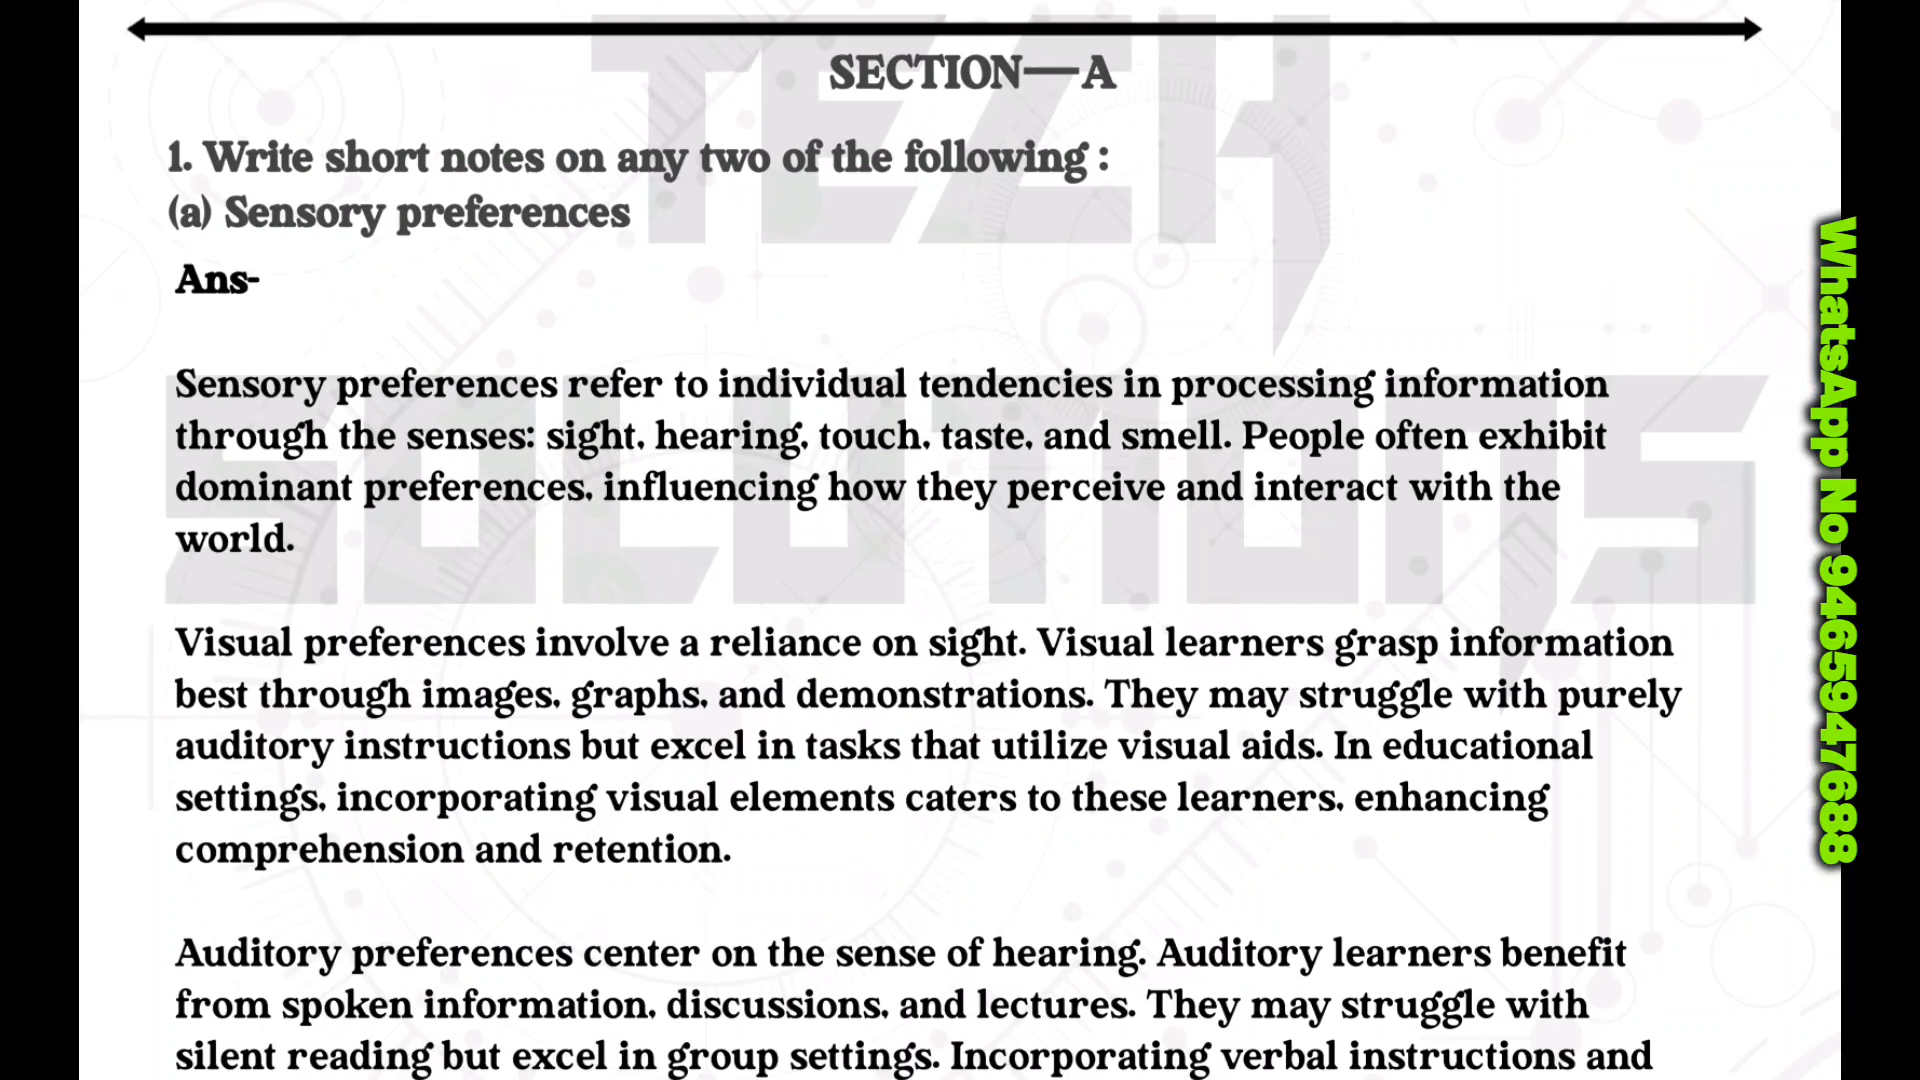 TECH
SOLUTIONS
SECTION—A
1. Write short notes on any two of the following :
(a) Sensory preferences
Ans-
Sensory preferences refer to individual tendencies in processing information
through the senses: sight, hearing, touch, taste, and smell. People often exhibit
dominant preferences, influencing how they perceive and interact with the
world.
Visual preferences involve a reliance on sight. Visual learners grasp information
best through images, graphs, and demonstrations. They may struggle with purely
auditory instructions but excel in tasks that utilize visual aids. In educational
settings, incorporating visual elements caters to these learners, enhancing
comprehension and retention.
Auditory preferences center on the sense of hearing. Auditory learners benefit
from spoken information, discussions, and lectures. They may struggle with
silent reading but excel in group settings. Incorporating verbal instructions and
WhatsApp No 9465947688